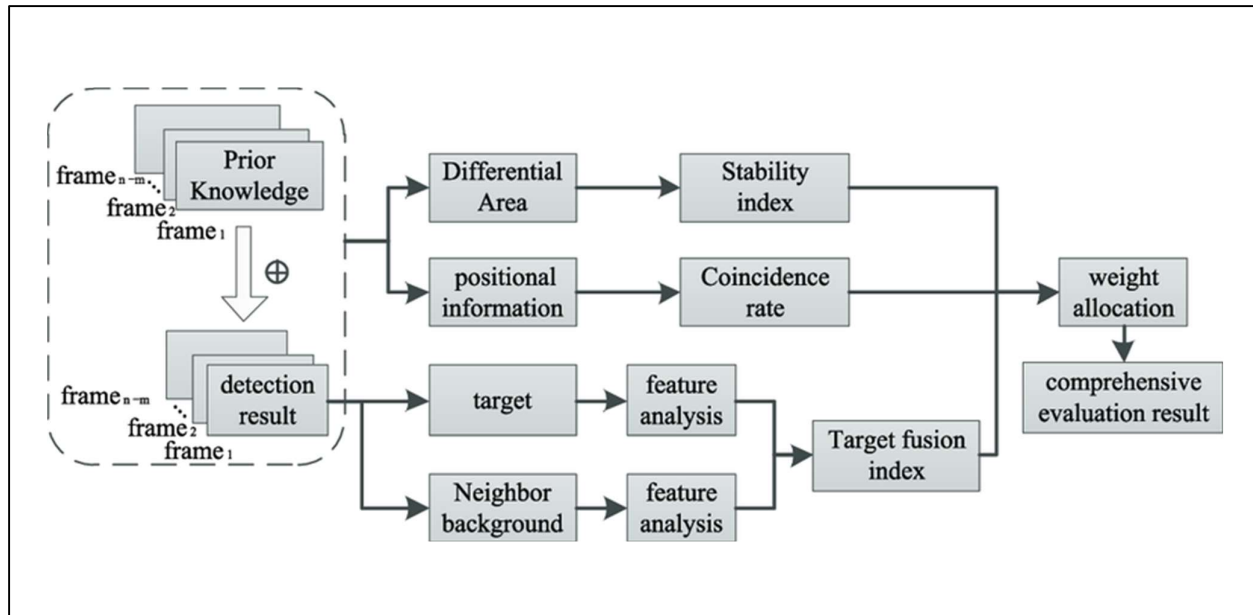 Prior
Knowledge
frame n-m
frame 2
frame 1
⊕
detection
result
frame n-m
frame 2
frame 1
Differential
Area
Stability
index
positional
information
Coincidence
rate
target
feature
analysis
Neighbor
background
feature
analysis
Target fusion
index
weight
allocation
comprehensive
evaluation result